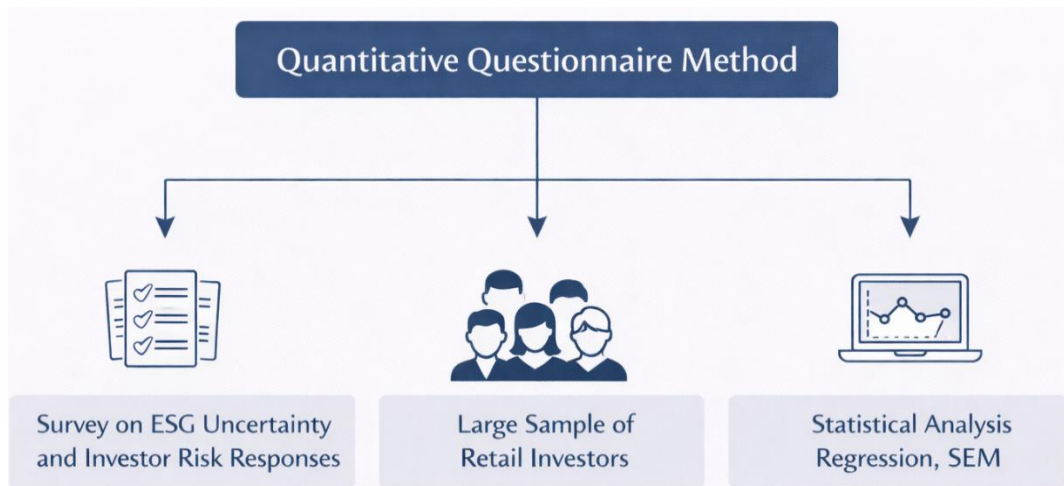 Quantitative Questionnaire Method
Survey on ESG Uncertainty
and Investor Risk Responses
Large Sample of
Retail Investors
Statistical Analysis
Regression, SEM